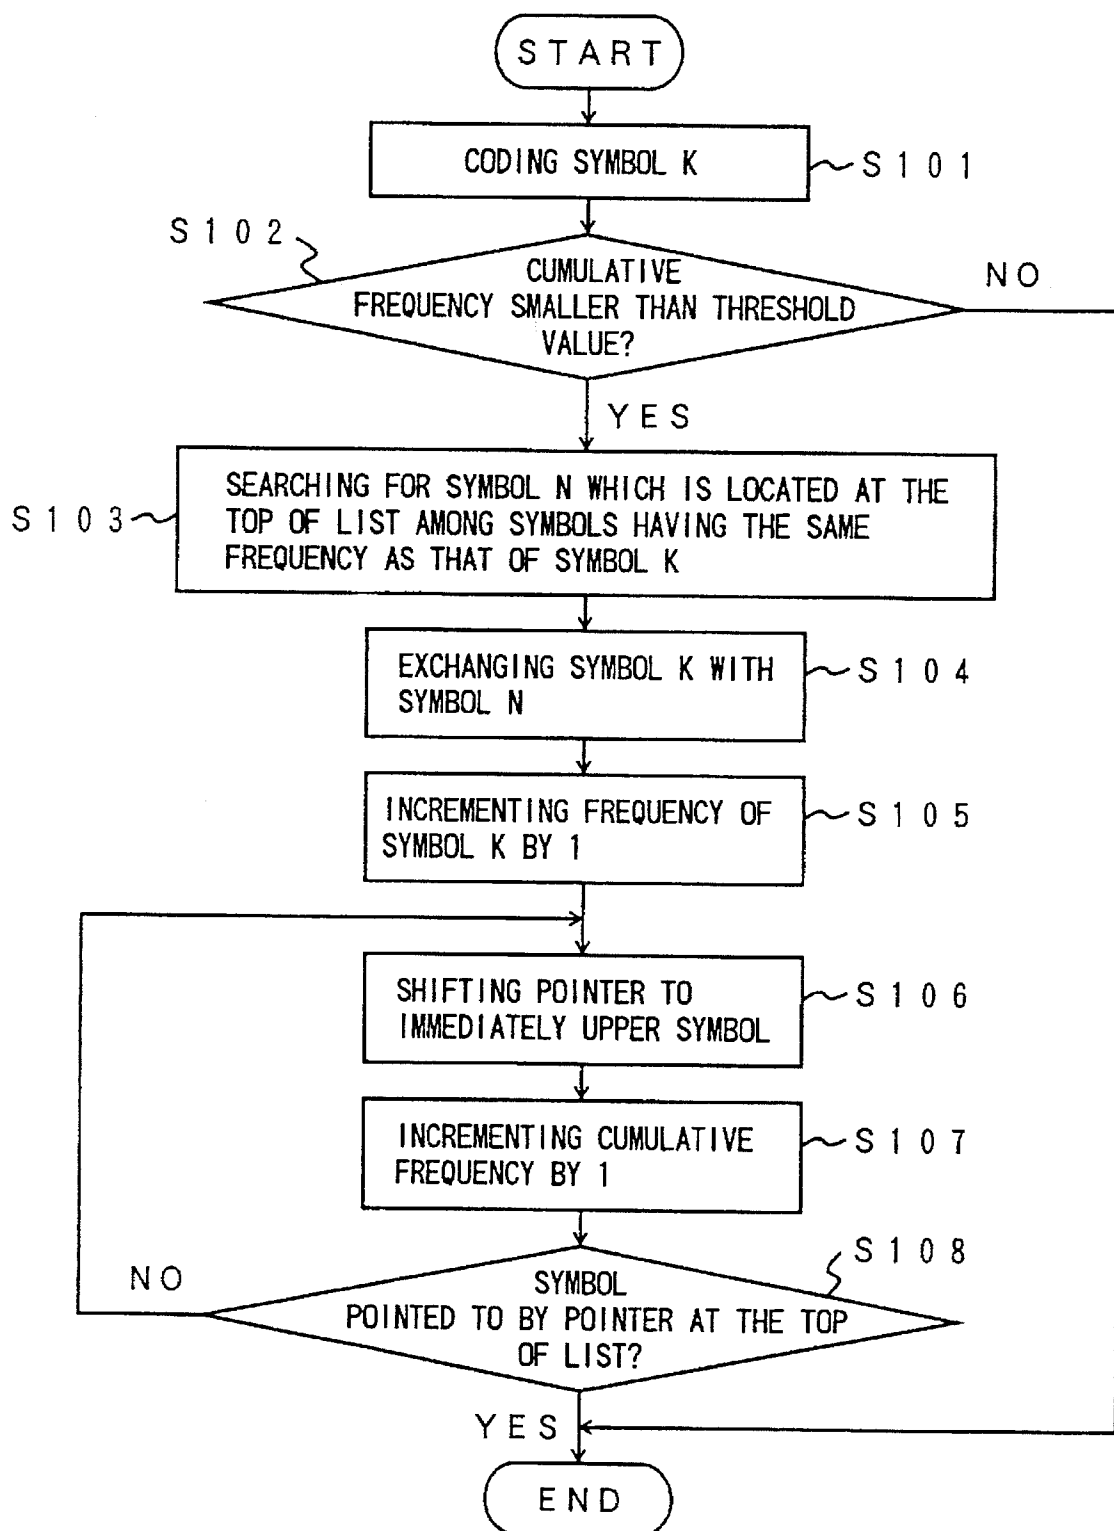 START
CODING SYMBOL K
S101
S102
CUMULATIVE
FREQUENCY SMALLER THAN THRESHOLD
VALUE?
NO
YES
SEARCHING FOR SYMBOL N WHICH IS LOCATED AT THE
TOP OF LIST AMONG SYMBOLS HAVING THE SAME
FREQUENCY AS THAT OF SYMBOL K
S103
EXCHANGING SYMBOL K WITH
SYMBOL N
S104
INCREMENTING FREQUENCY OF
SYMBOL K BY 1
S105
SHIFTING POINTER TO
IMMEDIATELY UPPER SYMBOL
S106
INCREMENTING CUMULATIVE
FREQUENCY BY 1
S107
S108
NO
SYMBOL
POINTED TO BY POINTER AT THE TOP
OF LIST?
YES
END